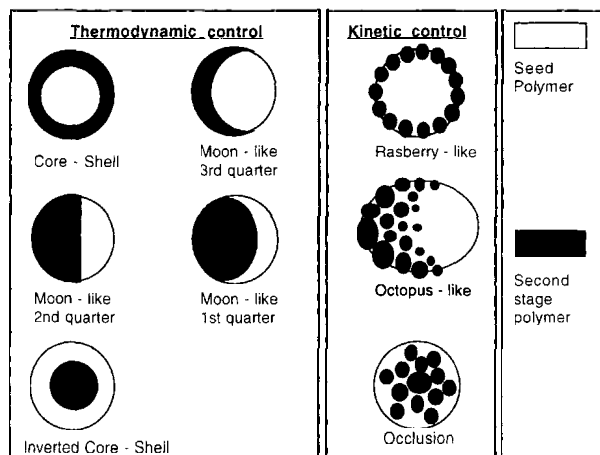 Thermodynamic control
Core - Shell
Moon - like
3rd quarter
Moon - like
2nd quarter
Moon - like
1st quarter
Inverted Core - Shell
Kinetic control
Rasberry - like
Octopus - like
Occlusion
Seed
Polymer
Second
stage
polymer